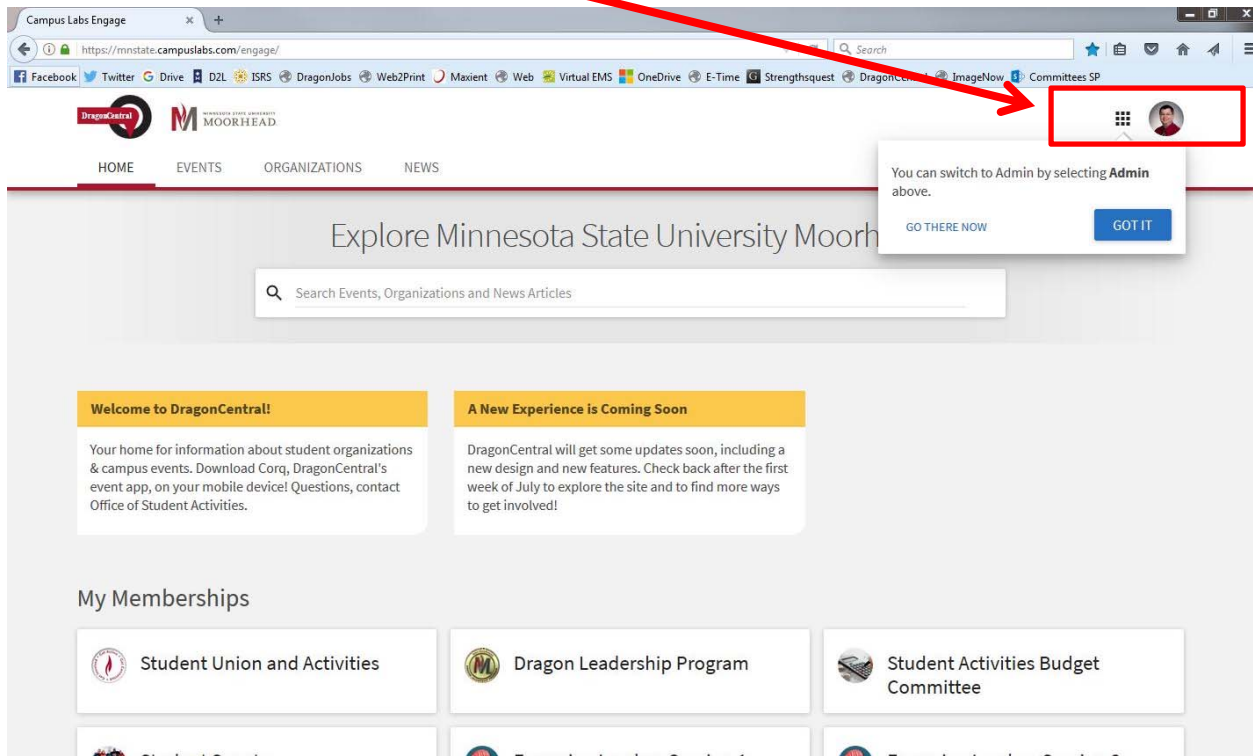 Campus Labs Engage
https://mnstate.campuslabs.com/engage/
Search
Facebook Twitter Drive D2L ISRS DragonJobs Web2Print Maxient Web Virtual EMS OneDrive E-Time Strengthsquest ImageNow Committees SP
DragonCentral
MINNESOTA STATE UNIVERSITY
MOORHEAD
HOME EVENTS ORGANIZATIONS NEWS
You can switch to Admin by selecting Admin
above.
GO THERE NOW GOT IT
Explore Minnesota State University Moorh
Search Events, Organizations and News Articles
Welcome to DragonCentral!
Your home for information about student organizations
& campus events. Download Corq, DragonCentral's
event app, on your mobile device! Questions, contact
Office of Student Activities.
A New Experience is Coming Soon
DragonCentral will get some updates soon, including a
new design and new features. Check back after the first
week of July to explore the site and to find more ways
to get involved!
My Memberships
Student Union and Activities
Dragon Leadership Program
Student Activities Budget
Committee